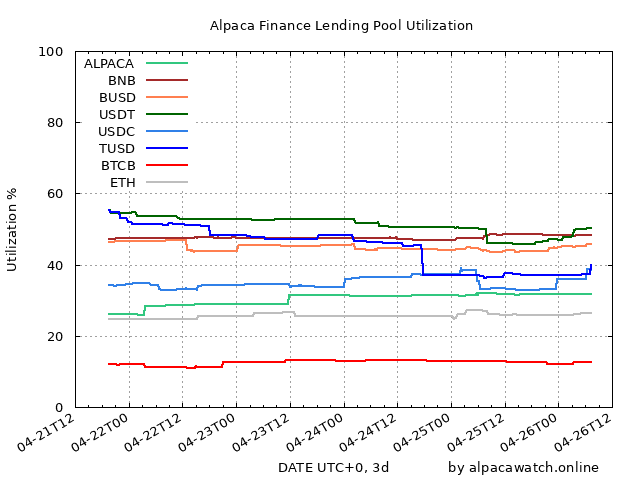 Alpaca Finance Lending Pool Utilization
100
80
60
40
20
0
Utilization %
ALPACA
BNB
BUSD
USDT
USDC
TUSD
BTCB
ETH
04-21T12
04-22T00
04-22T12
04-23T00
04-23T12
04-24T00
04-24T12
04-25T00
04-25T12
04-26T00
04-26T12
DATE UTC+0, 3d
by alpacawatch.online